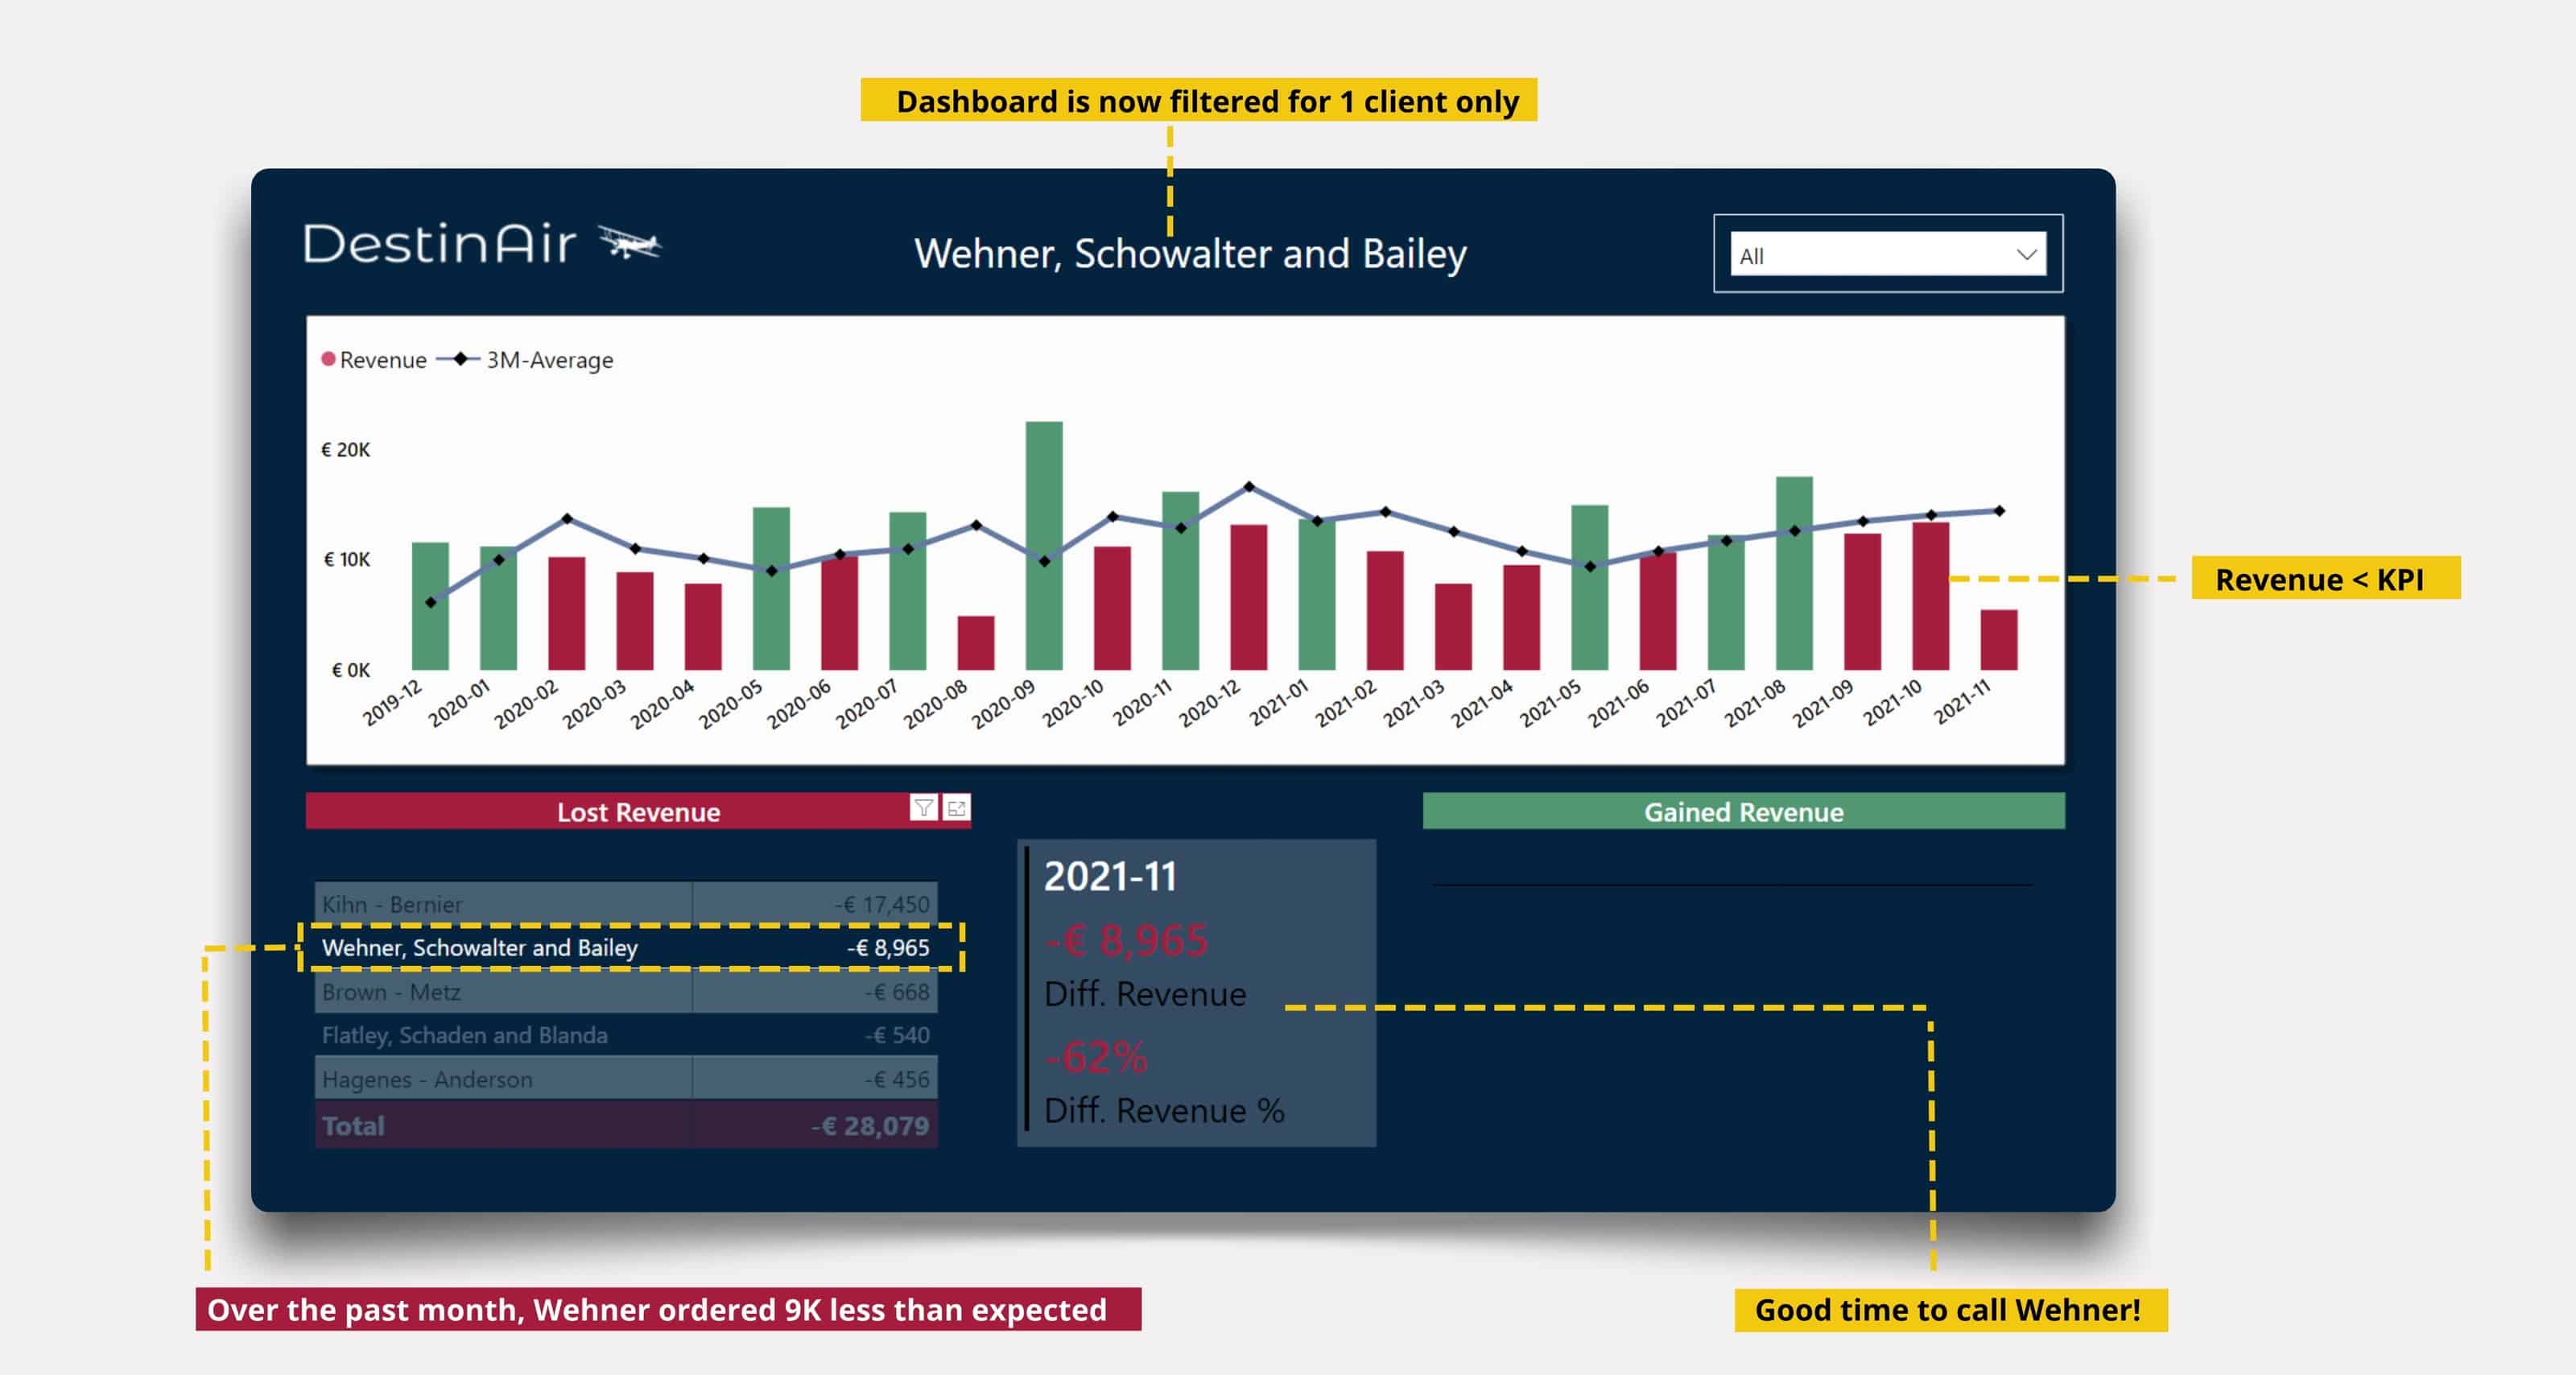 Dashboard is now filtered for 1 client only
DestinAir
Wehner, Schowalter and Bailey
All
Revenue
3M-Average
€ 20K
€ 10K
€ 0K
2019-12
2020-01
2020-02
2020-03
2020-04
2020-05
2020-06
2020-07
2020-08
2020-09
2020-10
2020-11
2020-12
2021-01
2021-02
2021-03
2021-04
2021-05
2021-06
2021-07
2021-08
2021-09
2021-10
2021-11
Revenue < KPI
Lost Revenue
Kihn - Bernier -€ 17,450
Wehner, Schowalter and Bailey -€ 8,965
Brown - Metz -€ 668
Flatley, Schaden and Blanda -€ 540
Hagenes - Anderson -€ 456
Total -€ 28,079
2021-11
-€ 8,965
Diff. Revenue
-62%
Diff. Revenue %
Gained Revenue
Over the past month, Wehner ordered 9K less than expected
Good time to call Wehner!